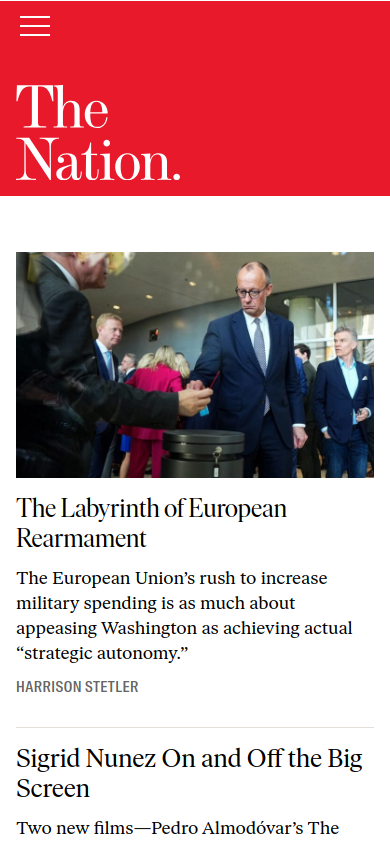 The
Nation.
The Labyrinth of European
Rearmament
The European Union’s rush to increase
military spending is as much about
appeasing Washington as achieving actual
“strategic autonomy.”
HARRISON STETLER
Sigrid Nunez On and Off the Big
Screen
Two new films—Pedro Almodóvar’s The